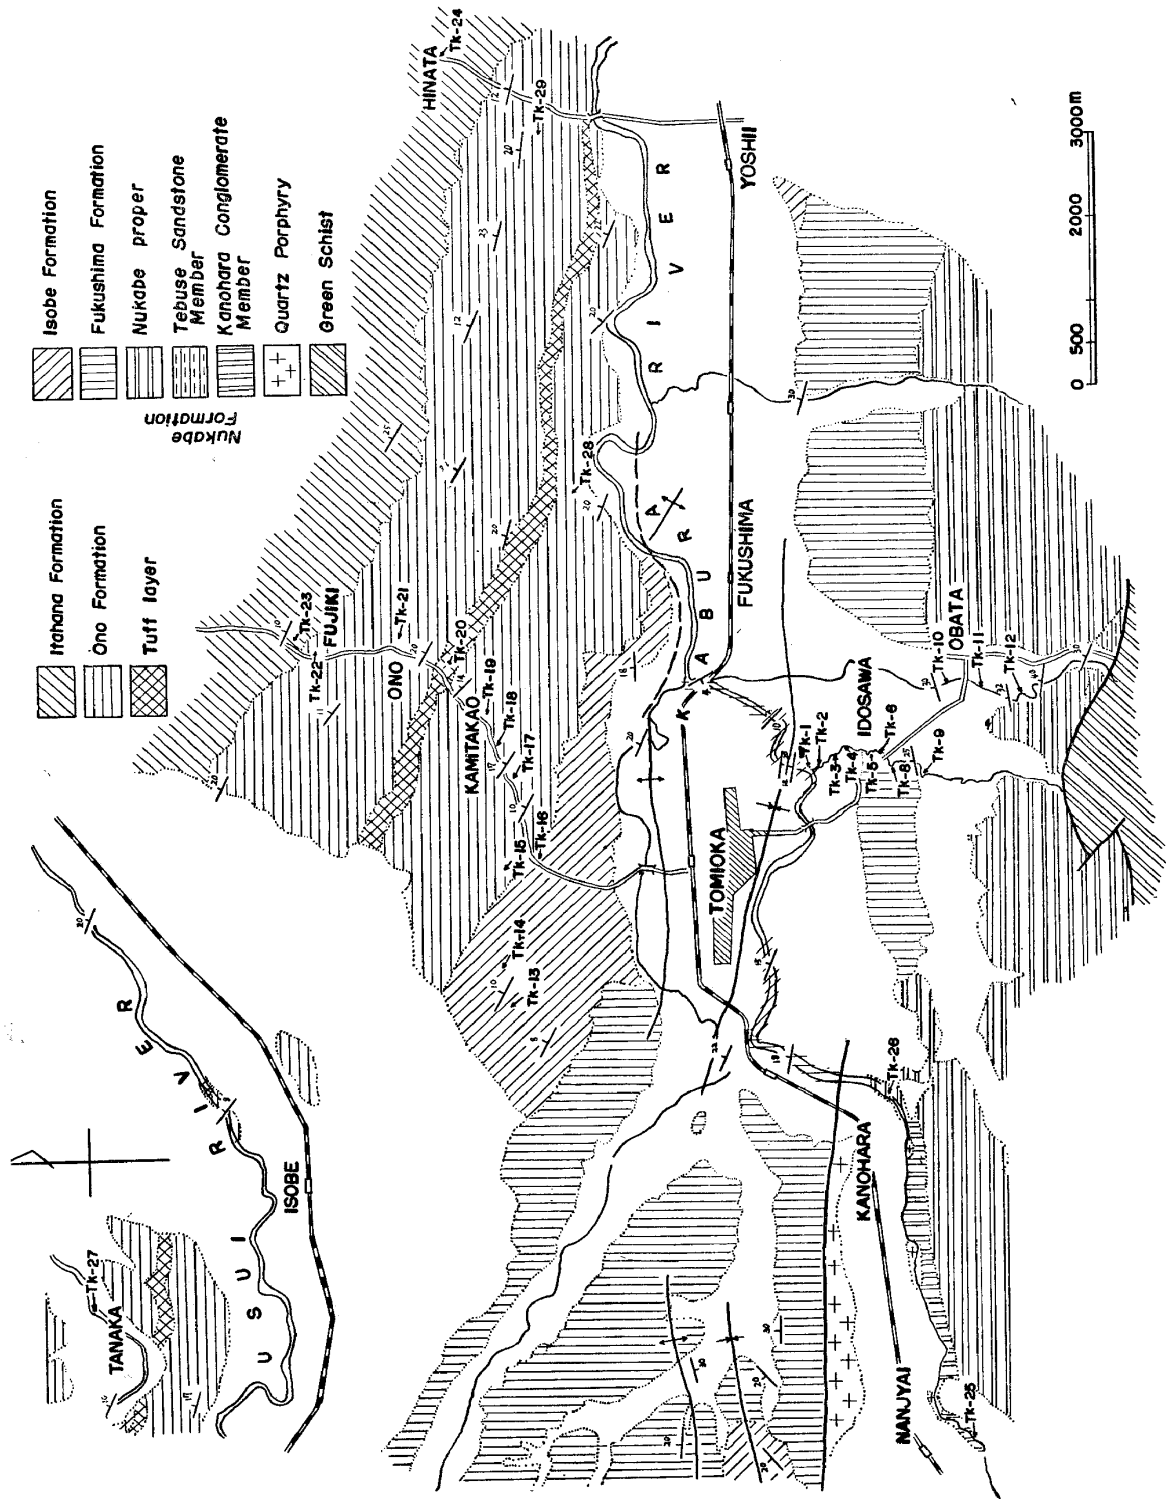 Itahana Formation
Ōno Formation
Tuff layer
Isobe Formation
Fukushima Formation
Nukabe proper
Tebuse Sandstone
Member
Kanohara Conglomerate
Member
Quartz Porphyry
Green Schist
Nukabe
Formation
TANAKA
Tk-27
USUI RIVER
ISOBE
HINATA
Tk-24
Tk-29
FUJIKI
Tk-23
Tk-22
Tk-21
ONO
Tk-20
KAMITAKAO
Tk-19
Tk-18
Tk-17
Tk-16
Tk-15
Tk-14
Tk-13
Tk-28
KABURA RIVER
YOSHII
FUKUSHIMA
TOMIOKA
Tk-1
Tk-2
Tk-3
Tk-4
Tk-5
Tk-6
Tk-8
Tk-9
IDOSAWA
OBATA
Tk-10
Tk-11
Tk-12
KANOHARA
Tk-26
NANJYAI
Tk-25
0 500 2000 3000m